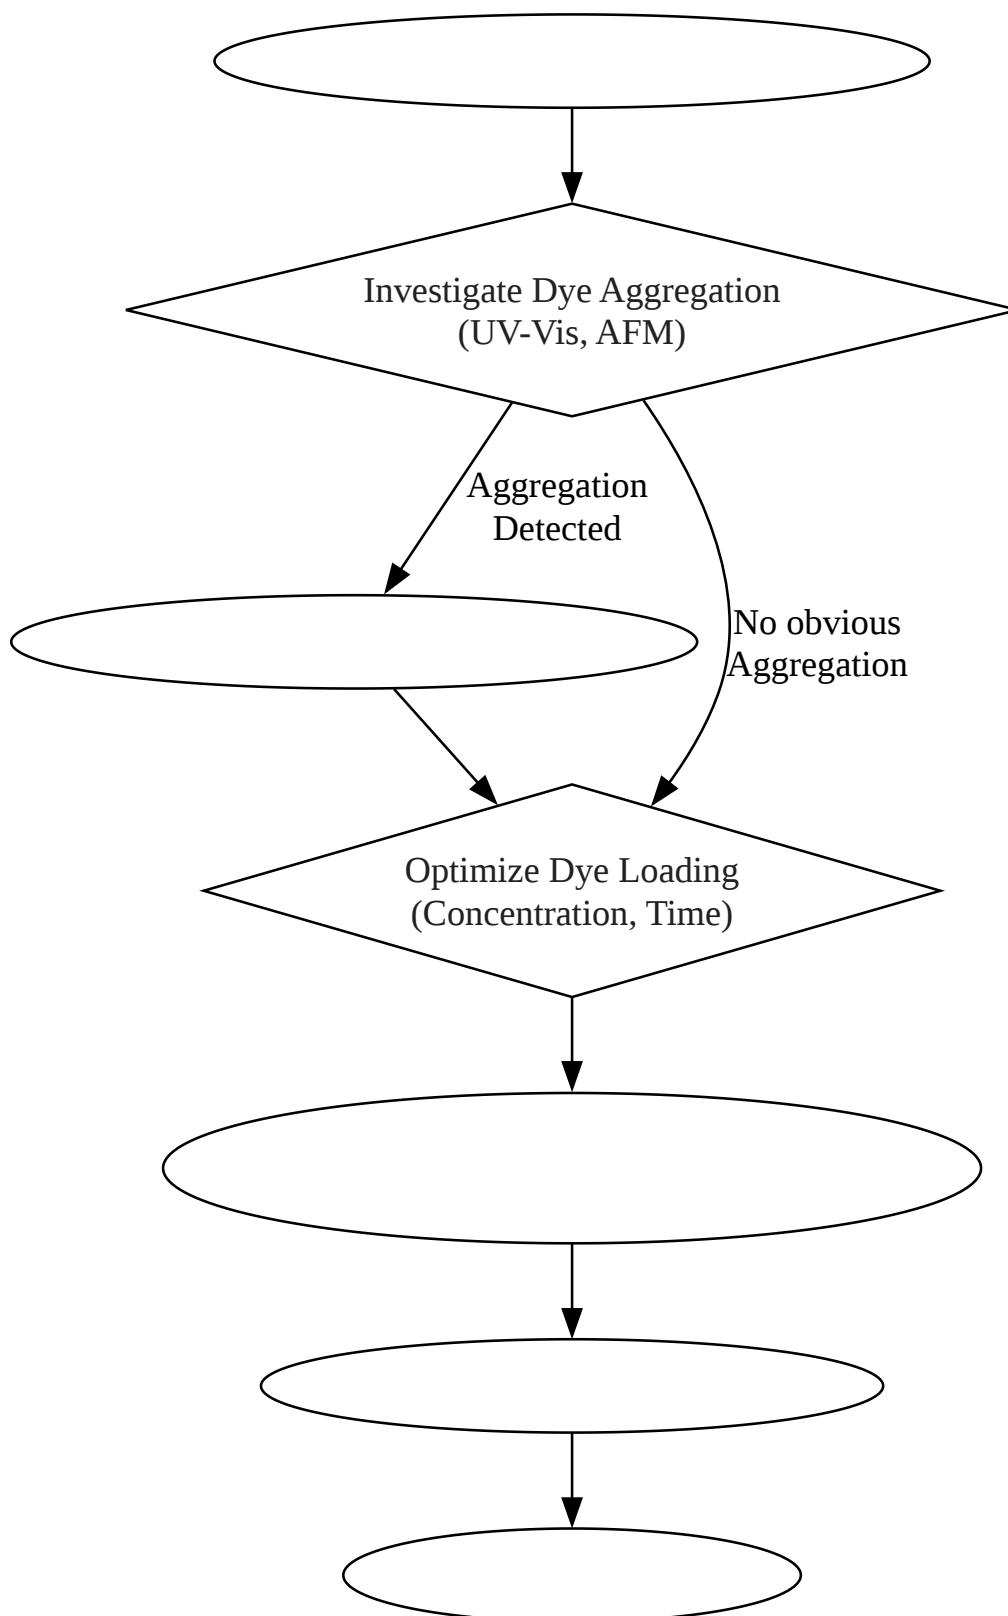 Investigate Dye Aggregation
(UV-Vis, AFM)
Aggregation
Detected
No obvious
Aggregation
Optimize Dye Loading
(Concentration, Time)